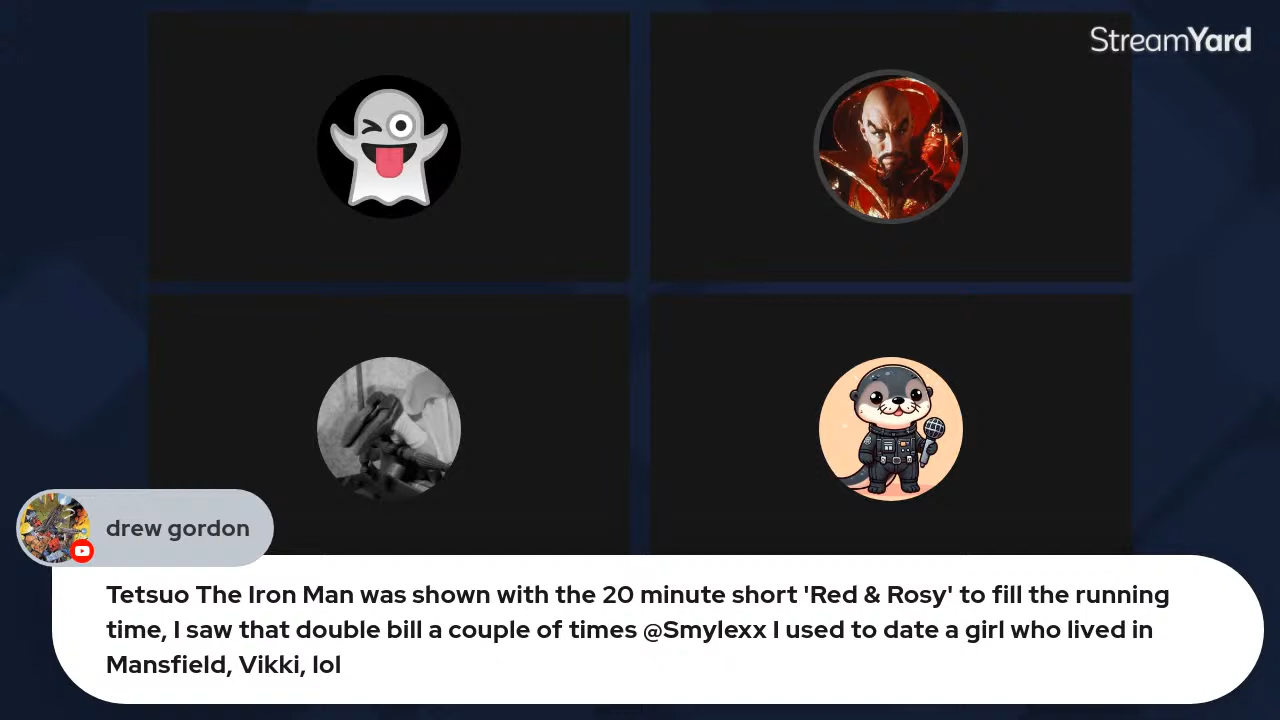 StreamYard
drew gordon
Tetsuo The Iron Man was shown with the 20 minute short 'Red & Rosy' to fill the running
time, I saw that double bill a couple of times @Smylexx I used to date a girl who lived in
Mansfield, Vikki, lol